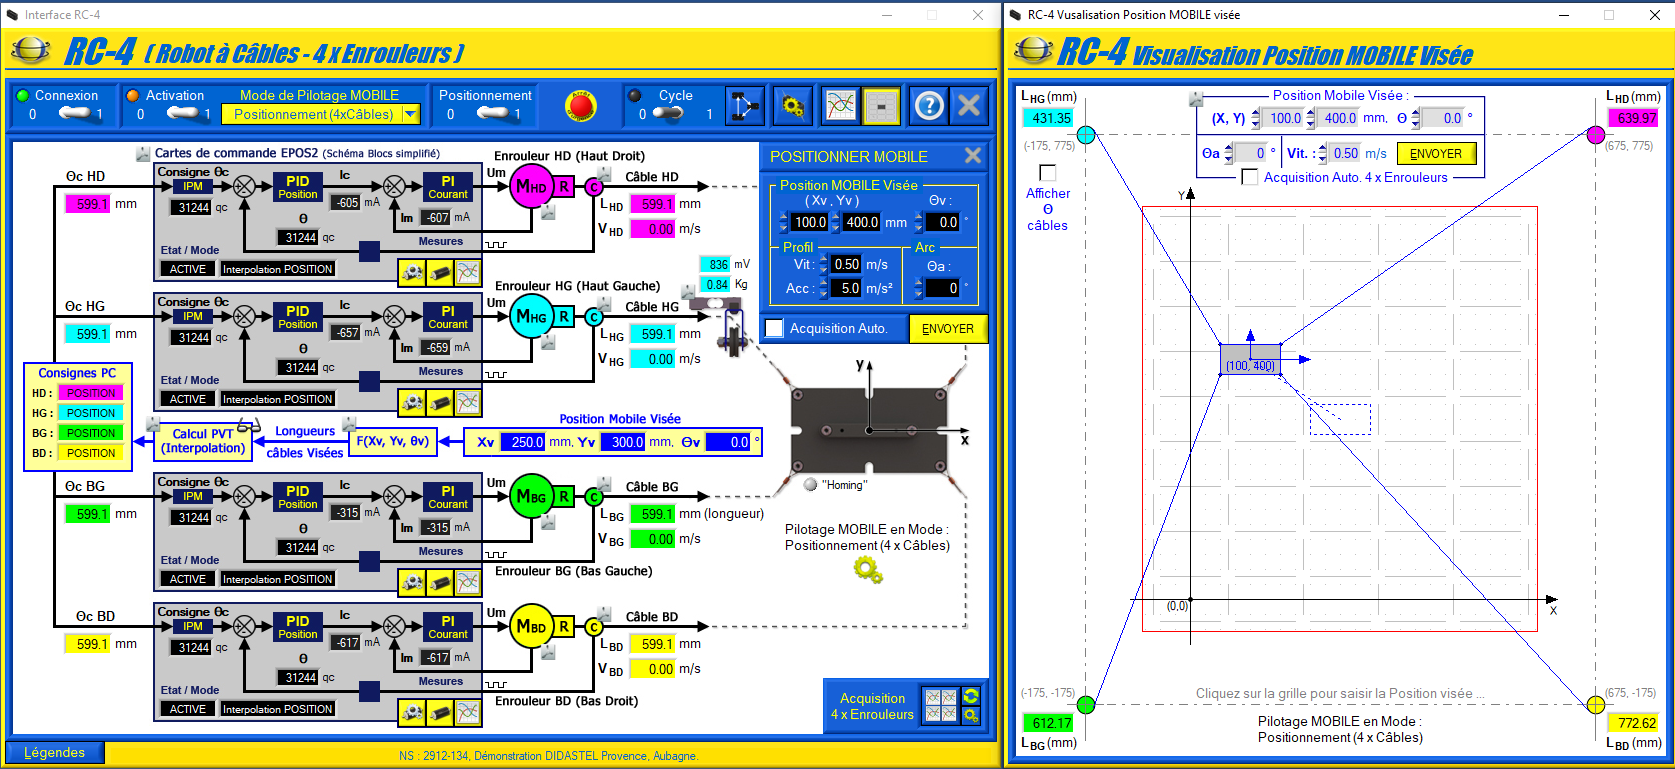 Interface RC-4
RC-4 ( Robot à Câbles - 4 x Enrouleurs )
Connexion
0 1
Activation
0 1
Mode de Pilotage MOBILE
Positionnement (4xCâbles)
Positionnement
0 1
Arrêt
Cycle
0 1
Cartes de commande EPOS2 (Schéma Blocs simplifié)
Enrouleur HD (Haut Droit)
ϴc HD
599.1 mm
Consigne ϴc
IPM
31244 qc
PID
Position
ϴ
31244 qc
Ic
-605 mA
PI
Courant
Im -607 mA
Um
MHD R C
Câble HD
L HD 599.1 mm
V HD 0.00 m/s
Mesures
Etat / Mode
ACTIVE Interpolation POSITION
Enrouleur HG (Haut Gauche)
836 mV
0.84 Kg
ϴc HG
599.1 mm
Consigne ϴc
IPM
31244 qc
PID
Position
ϴ
31244 qc
Ic
-657 mA
PI
Courant
Im -659 mA
Um
MHG R C
Câble HG
L HG 599.1 mm
V HG 0.00 m/s
Mesures
Etat / Mode
ACTIVE Interpolation POSITION
Consignes PC
HD : POSITION
HG : POSITION
BG : POSITION
BD : POSITION
Calcul PVT
(Interpolation)
Longueurs
câbles Visées
F(Xv, Yv, θv)
Position Mobile Visée
Xv 250.0 mm, Yv 300.0 mm, ϴv 0.0 °
ϴc BG
599.1 mm
Consigne ϴc
IPM
31244 qc
PID
Position
ϴ
31244 qc
Ic
-315 mA
PI
Courant
Im -315 mA
Um
MBG R C
Câble BG
L BG 599.1 mm (longueur)
V BG 0.00 m/s
Mesures
Etat / Mode
ACTIVE Interpolation POSITION
Enrouleur BG (Bas Gauche)
ϴc BD
599.1 mm
Consigne ϴc
IPM
31244 qc
PID
Position
ϴ
31244 qc
Ic
-617 mA
PI
Courant
Im -617 mA
Um
MBD R C
Câble BD
L BD 599.1 mm
V BD 0.00 m/s
Mesures
Etat / Mode
ACTIVE Interpolation POSITION
Enrouleur BD (Bas Droit)
POSITIONNER MOBILE
Position MOBILE Visée
( Xv , Yv )
ϴv :
100.0 400.0 mm 0.0 °
Profil
Vit : 0.50 m/s
Acc : 5.0 m/s²
Arc
ϴa :
0 °
Acquisition Auto.
ENVOYER
y
x
"Homing"
Pilotage MOBILE en Mode :
Positionnement (4 x Câbles)
Acquisition
4 x Enrouleurs
Légendes
NS : 2912-134, Démonstration DIDASTEL Provence, Aubagne.
RC-4 Vusalisation Position MOBILE visée
RC-4 Visualisation Position MOBILE Visée
L HG (mm)
431.35
(-175, 775)
Position Mobile Visée :
(X, Y) 100.0 400.0 mm, ϴ 0.0 °
ϴa 0 ° Vit. : 0.50 m/s ENVOYER
Acquisition Auto. 4 x Enrouleurs
L HD (mm)
639.97
(675, 775)
Afficher
ϴ
câbles
Y
(100, 400)
(0,0)
X
(-175, -175)
612.17
L BG (mm)
Cliquez sur la grille pour saisir la Position visée ...
Pilotage MOBILE en Mode :
Positionnement (4 x Câbles)
(675, -175)
772.62
L BD (mm)